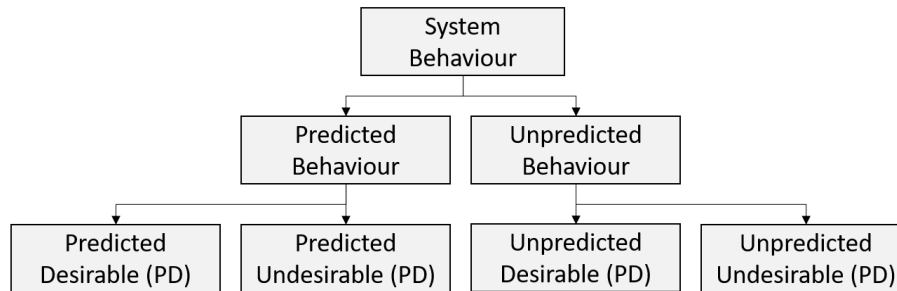 System
Behaviour
Predicted
Behaviour
Unpredicted
Behaviour
Predicted
Desirable (PD)
Predicted
Undesirable (PD)
Unpredicted
Desirable (PD)
Unpredicted
Undesirable (PD)